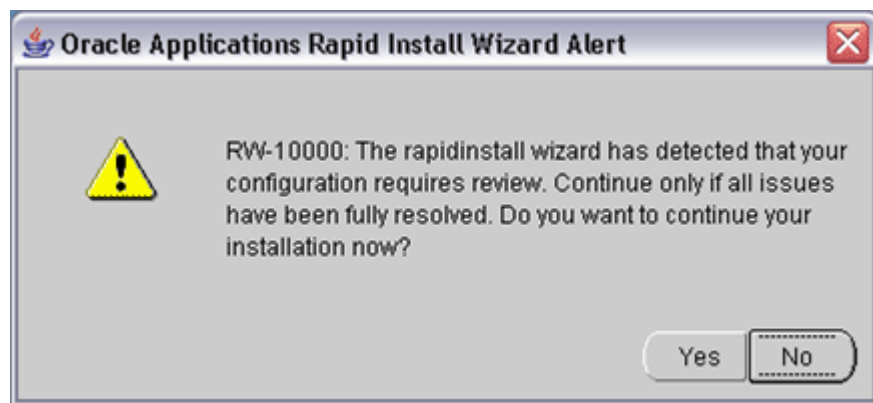 Oracle Applications Rapid Install Wizard Alert
RW-10000: The rapidinstall wizard has detected that your
configuration requires review. Continue only if all issues
have been fully resolved. Do you want to continue your
installation now?
Yes No